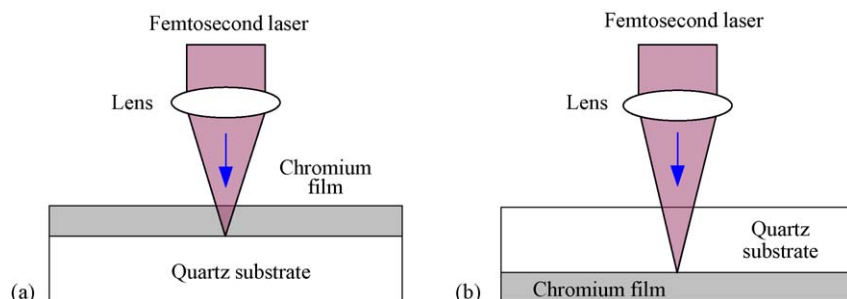 Femtosecond laser
Lens
Chromium
film
Quartz substrate
(a)
Femtosecond laser
Lens
Quartz
substrate
Chromium film
(b)